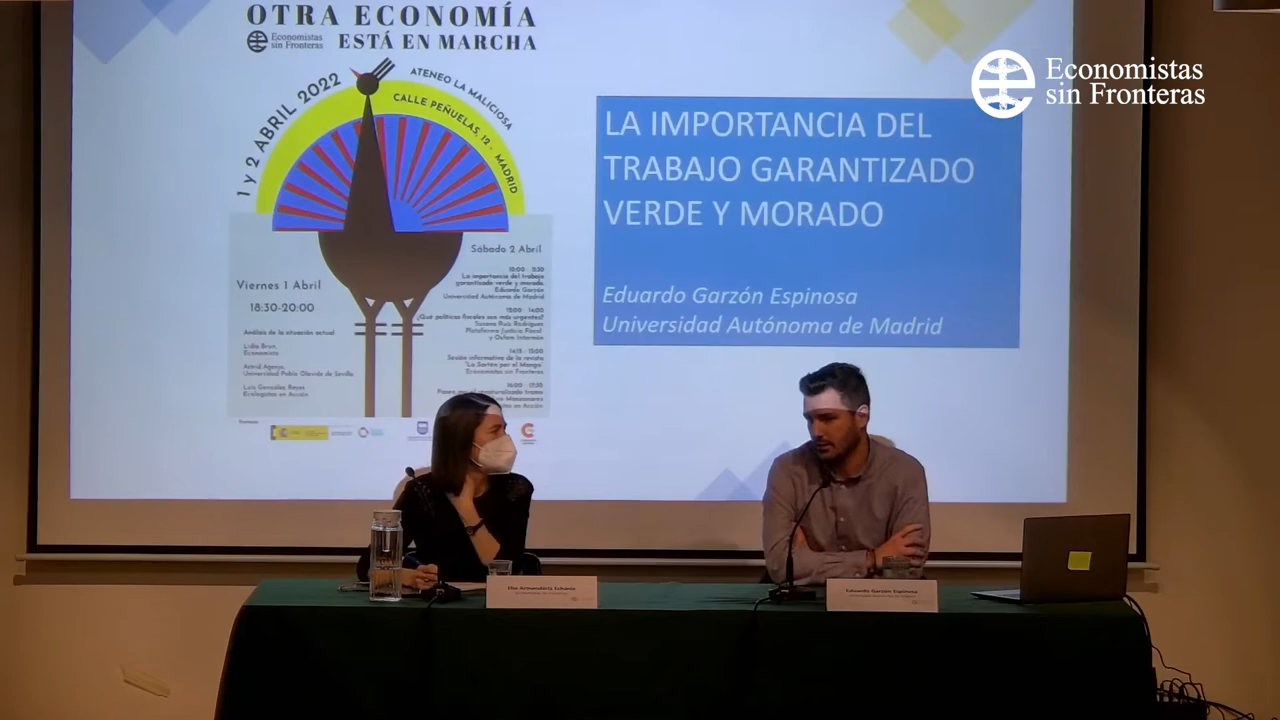 OTRA ECONOMÍA
Economistas
sin Fronteras
ESTÁ EN MARCHA
1 y 2 ABRIL 2022
ATENEO LA MALICIOSA
CALLE PEÑUELAS, 12 - MADRID
Viernes 1 Abril
18:30-20:00
Análisis de la situación actual
Lidia Brun,
Economista
Universidad Pablo Olavide de Sevilla
Luis González Reyes
Ecologistas en Acción
Sábado 2 Abril
10:00 - 11:30
La importancia del trabajo
garantizado verde y morado.
Eduardo Garzón,
Universidad Autónoma de Madrid
12:00 - 14:00
¿Qué políticas fiscales son más urgentes?
Susana Ruiz Rodríguez
Plataforma Justicia Fiscal
y Oxfam Intermón
Sesión informativa de la revista
"La Sartén por el Mango"
Economistas sin Fronteras
Economistas
sin Fronteras
LA IMPORTANCIA DEL
TRABAJO GARANTIZADO
VERDE Y MORADO
Eduardo Garzón Espinosa
Universidad Autónoma de Madrid
Eduardo Garzón Espinosa